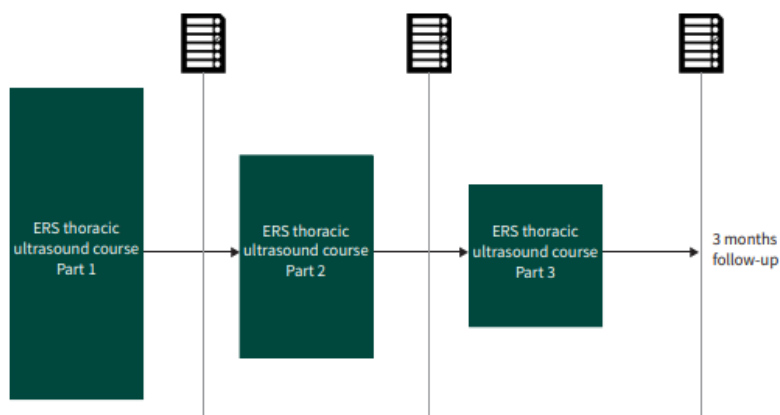 ERS thoracic
ultrasound course
Part 1
ERS thoracic
ultrasound course
Part 2
ERS thoracic
ultrasound course
Part 3
3 months
follow-up